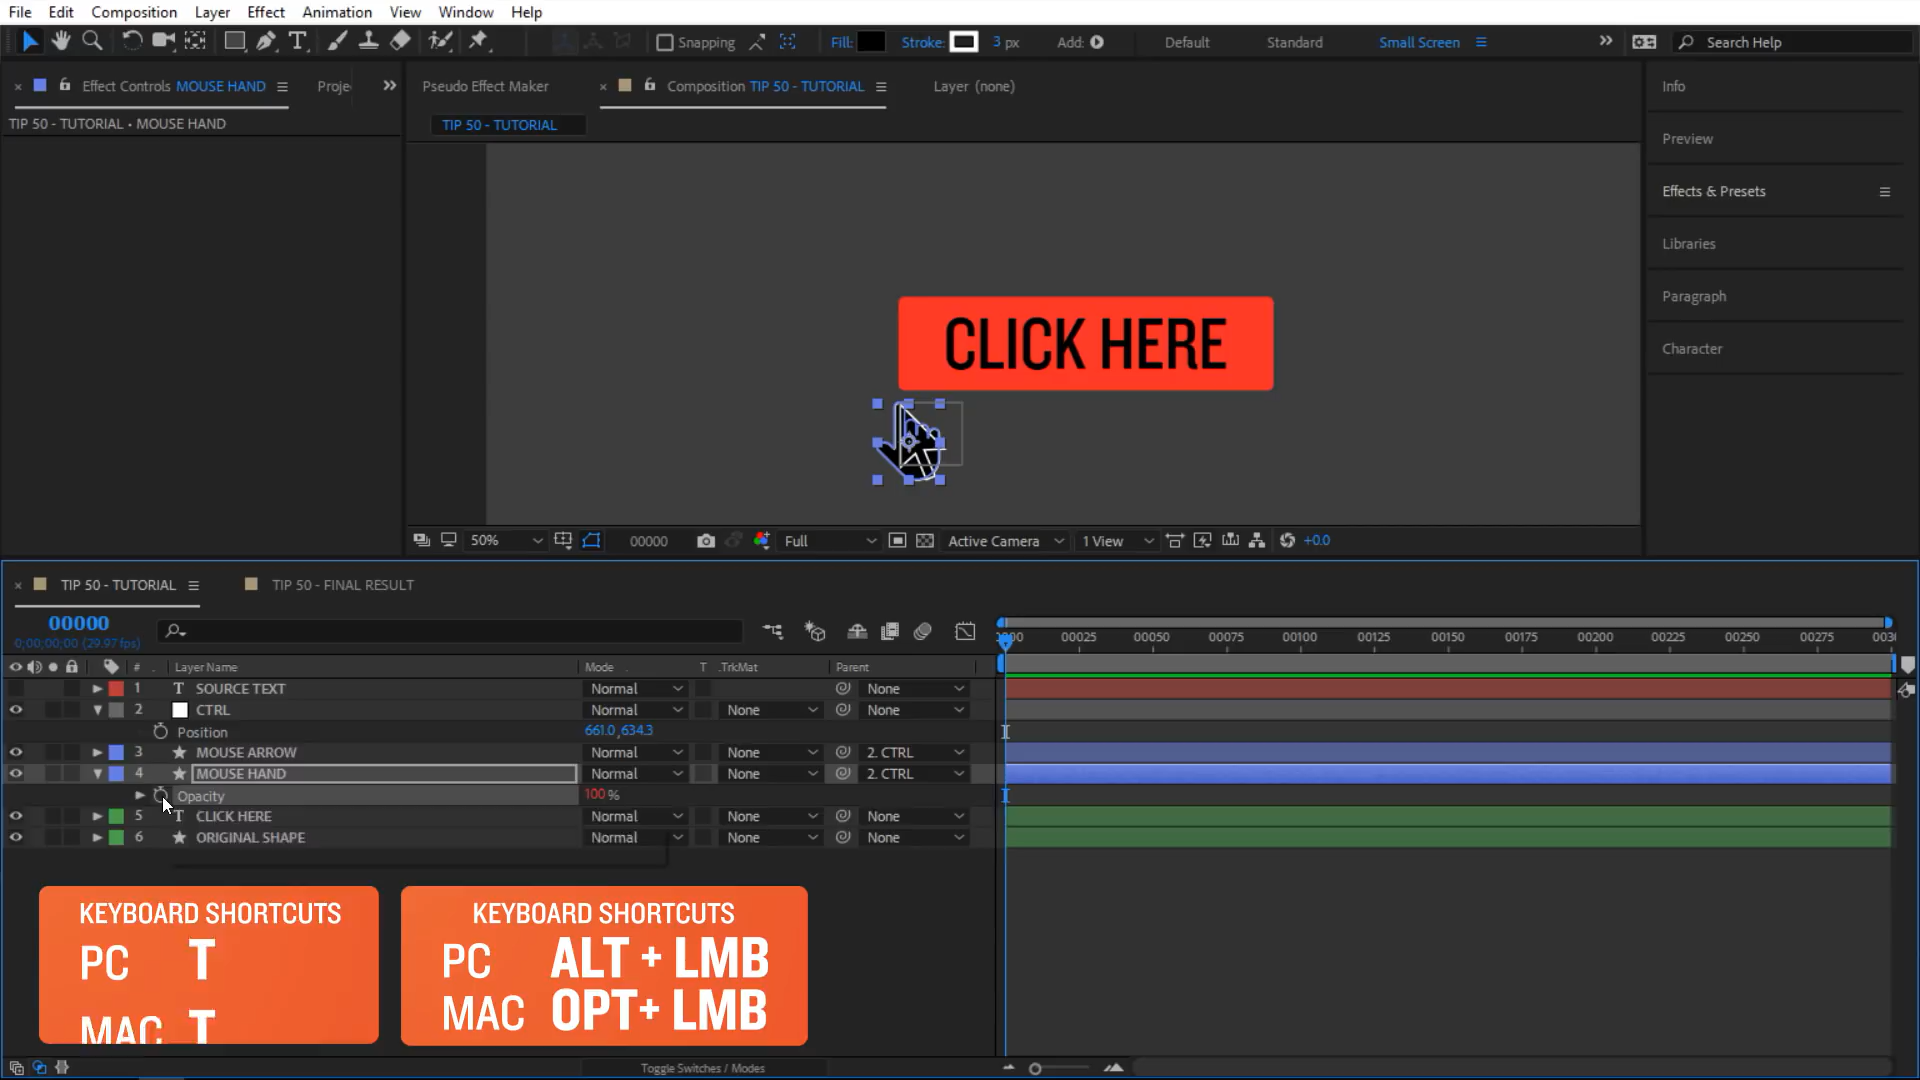 File Edit Composition Layer Effect Animation View Window Help
Snapping Fill: Stroke: 3 px Add: Default Standard Small Screen Search Help
Effect Controls MOUSE HAND Proje Pseudo Effect Maker Composition TIP 50 - TUTORIAL Layer (none) Info
TIP 50 - TUTORIAL • MOUSE HAND TIP 50 - TUTORIAL
Preview
Effects & Presets
Libraries
Paragraph
Character
CLICK HERE
50% 00000 Full Active Camera 1 View +0.0
TIP 50 - TUTORIAL TIP 50 - FINAL RESULT
00000
0;00;00;00 (29.97 fps)
00025 00050 00075 00100 00125 00150 00175 00200 00225 00250 00275
# Layer Name Mode T .TrkMat Parent
1 T SOURCE TEXT Normal None
2 CTRL Normal None None
Position 661.0,634.3
3 MOUSE ARROW Normal None 2. CTRL
4 MOUSE HAND Normal None 2. CTRL
Opacity 100 %
5 T CLICK HERE Normal None None
6 ORIGINAL SHAPE Normal None None
KEYBOARD SHORTCUTS
PC T
MAC T
KEYBOARD SHORTCUTS
PC ALT + LMB
MAC OPT+ LMB
Toggle Switches / Modes